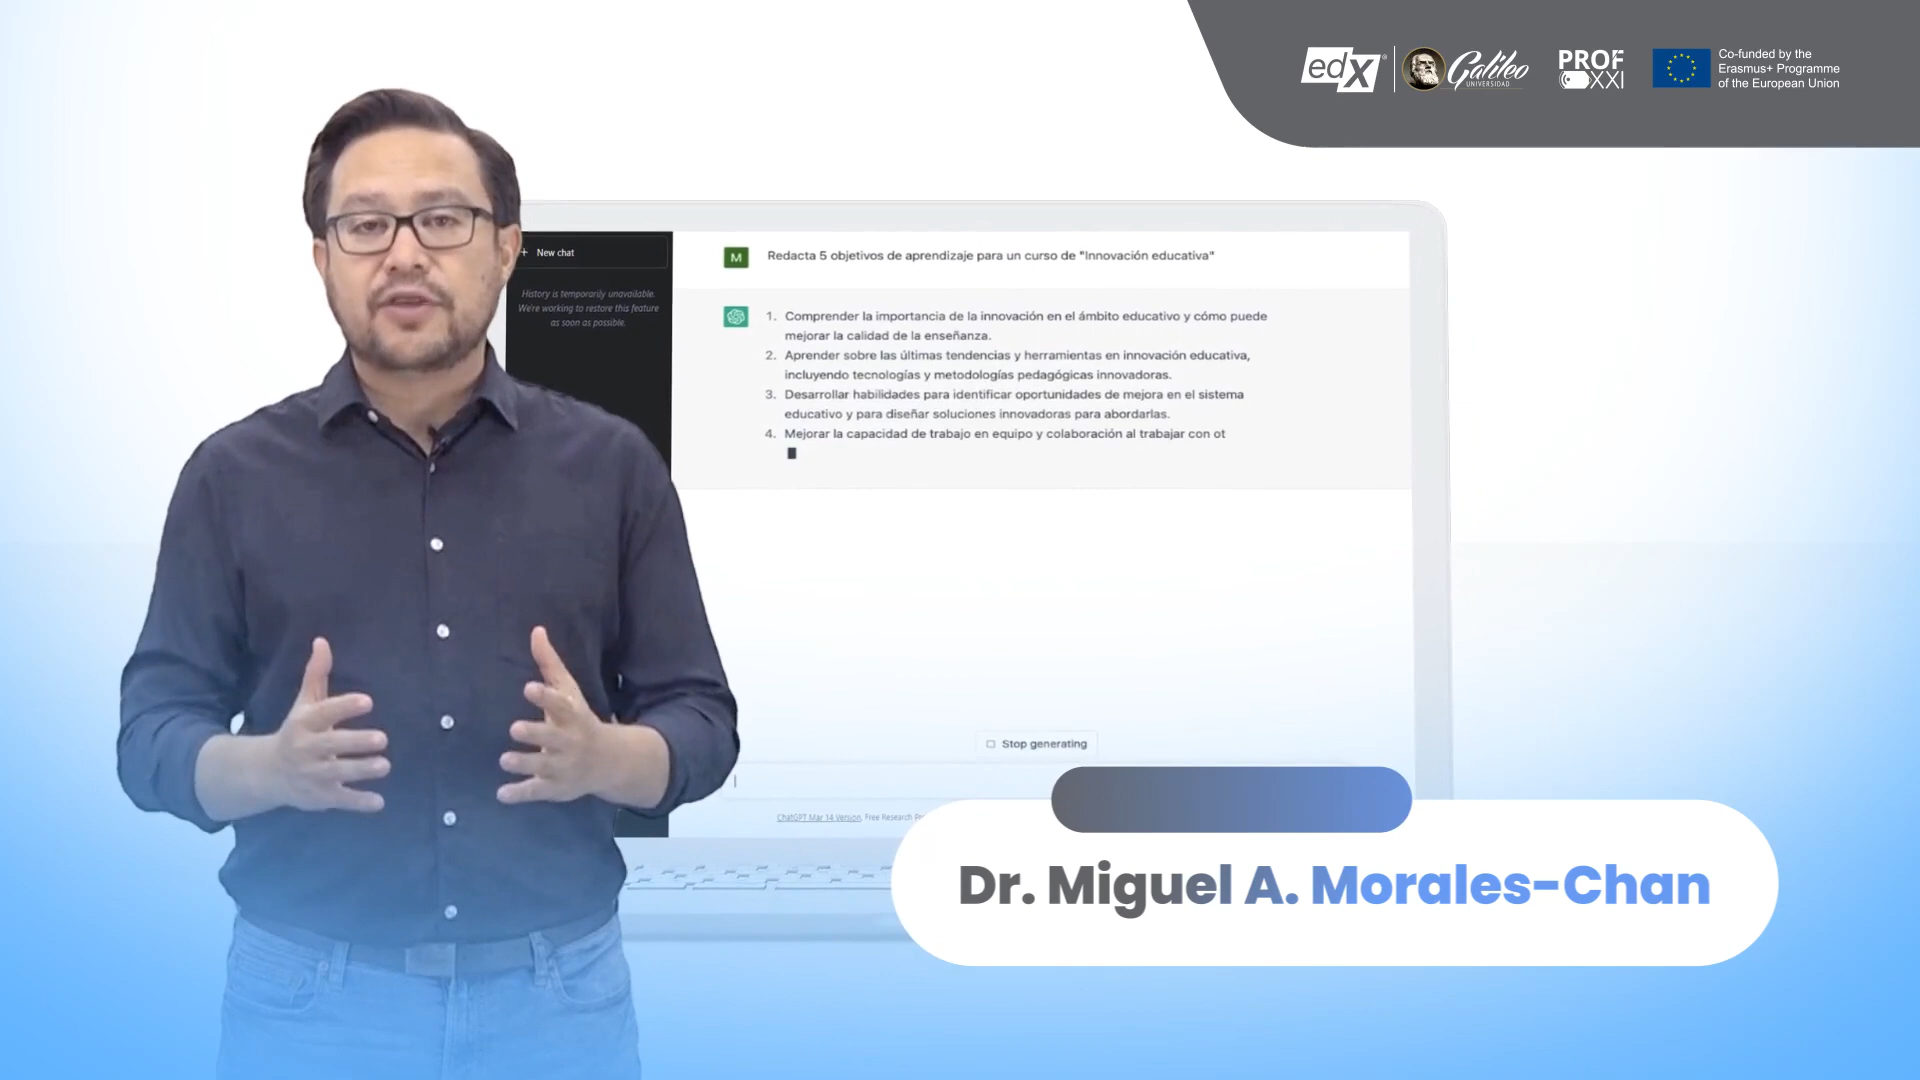 edX
Galileo
UNIVERSIDAD
PROF
XXI
Co-funded by the
Erasmus+ Programme
of the European Union
+ New chat
History is temporarily unavailable.
We're working to restore this feature
as soon as possible.
M
Redacta 5 objetivos de aprendizaje para un curso de "Innovación educativa"
1. Comprender la importancia de la innovación en el ámbito educativo y cómo puede
mejorar la calidad de la enseñanza.
2. Aprender sobre las últimas tendencias y herramientas en innovación educativa,
incluyendo tecnologías y metodologías pedagógicas innovadoras.
3. Desarrollar habilidades para identificar oportunidades de mejora en el sistema
educativo y para diseñar soluciones innovadoras para abordarlas.
4. Mejorar la capacidad de trabajo en equipo y colaboración al trabajar con ot
Stop generating
ChatGPT Mar 14 Version. Free Research
Dr. Miguel A. Morales-Chan